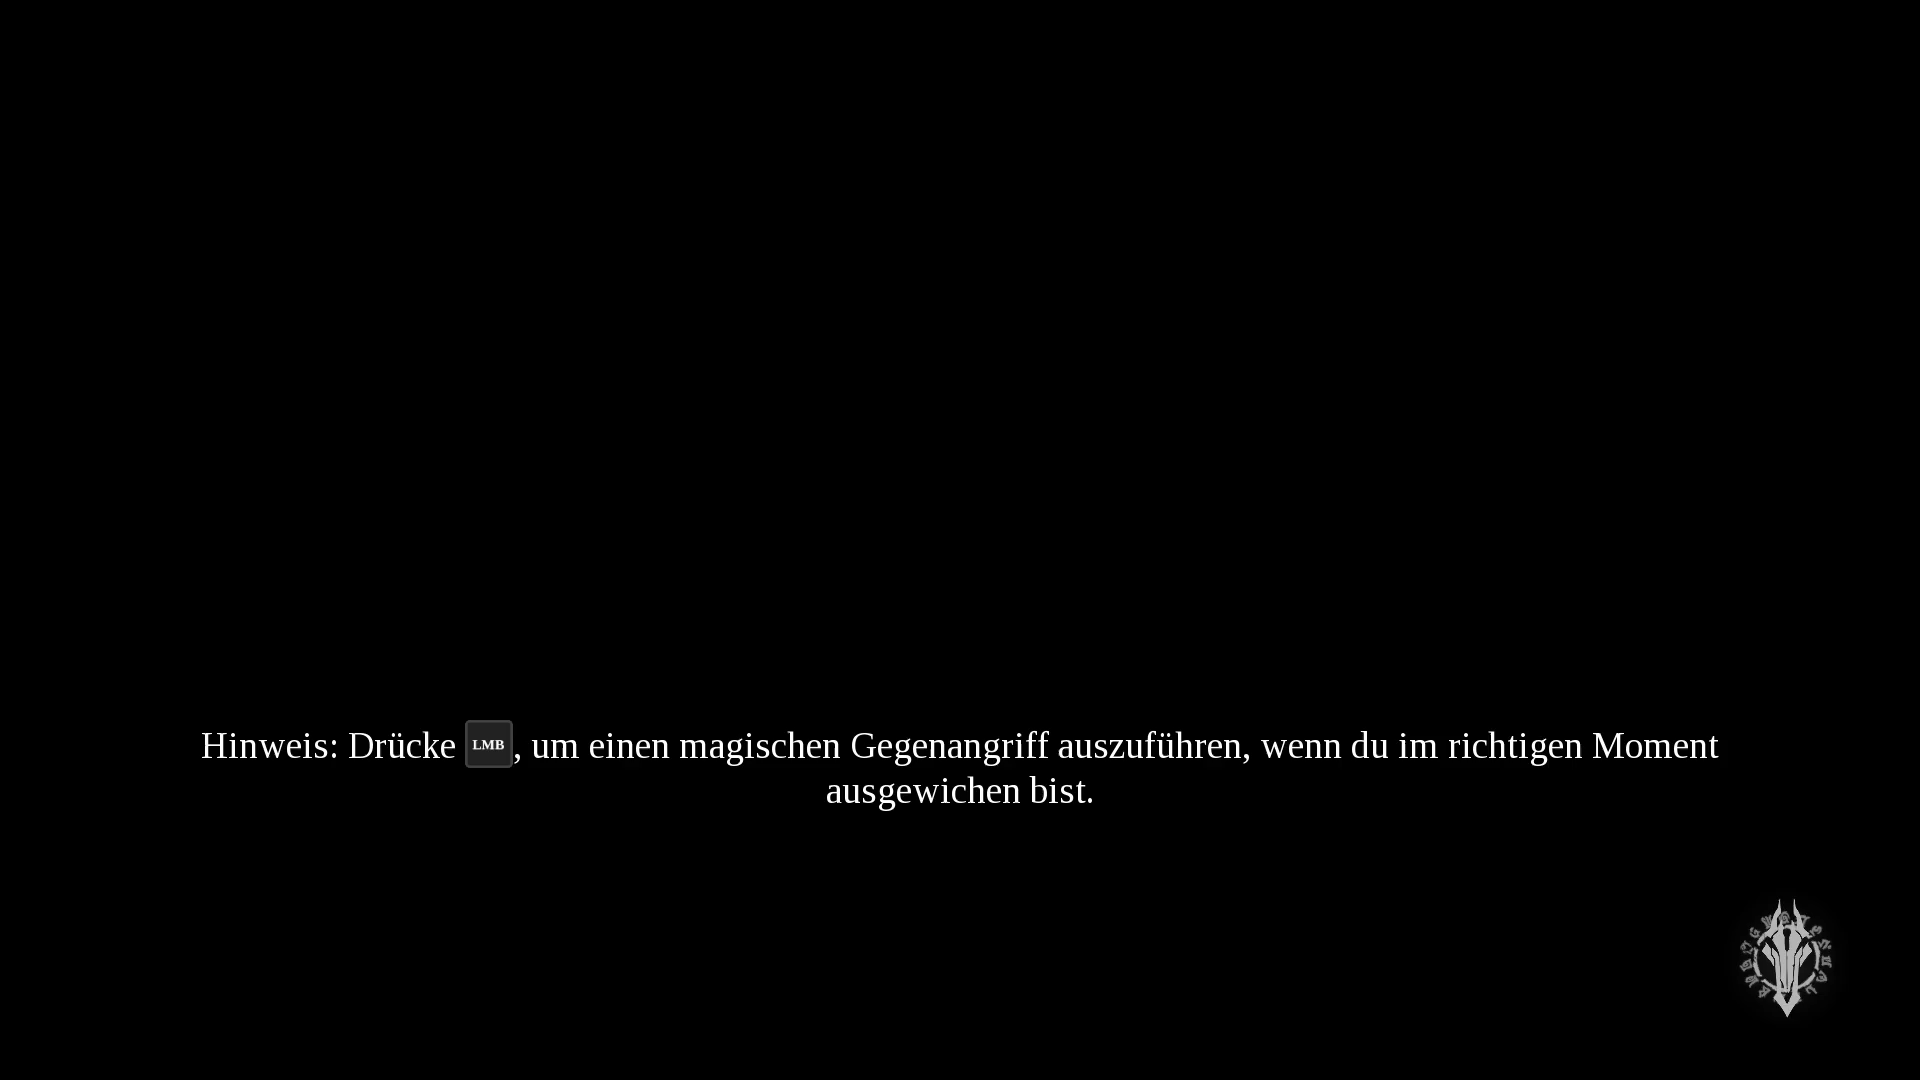 Hinweis: Drücke LMB, um einen magischen Gegenangriff auszuführen, wenn du im richtigen Moment
ausgewichen bist.